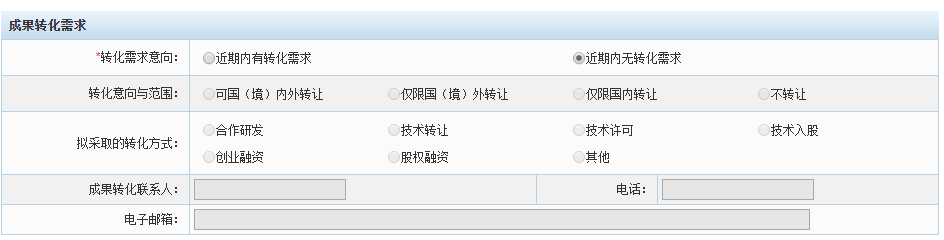 成果转化需求
*转化需求意向： 近期内有转化需求 近期内无转化需求
转化意向与范围： 可国（境）内外转让 仅限国（境）外转让 仅限国内转让 不转让
拟采取的转化方式： 合作研发 技术转让 技术许可 技术入股
创业融资 股权融资 其他
成果转化联系人： 电话：
电子邮箱：